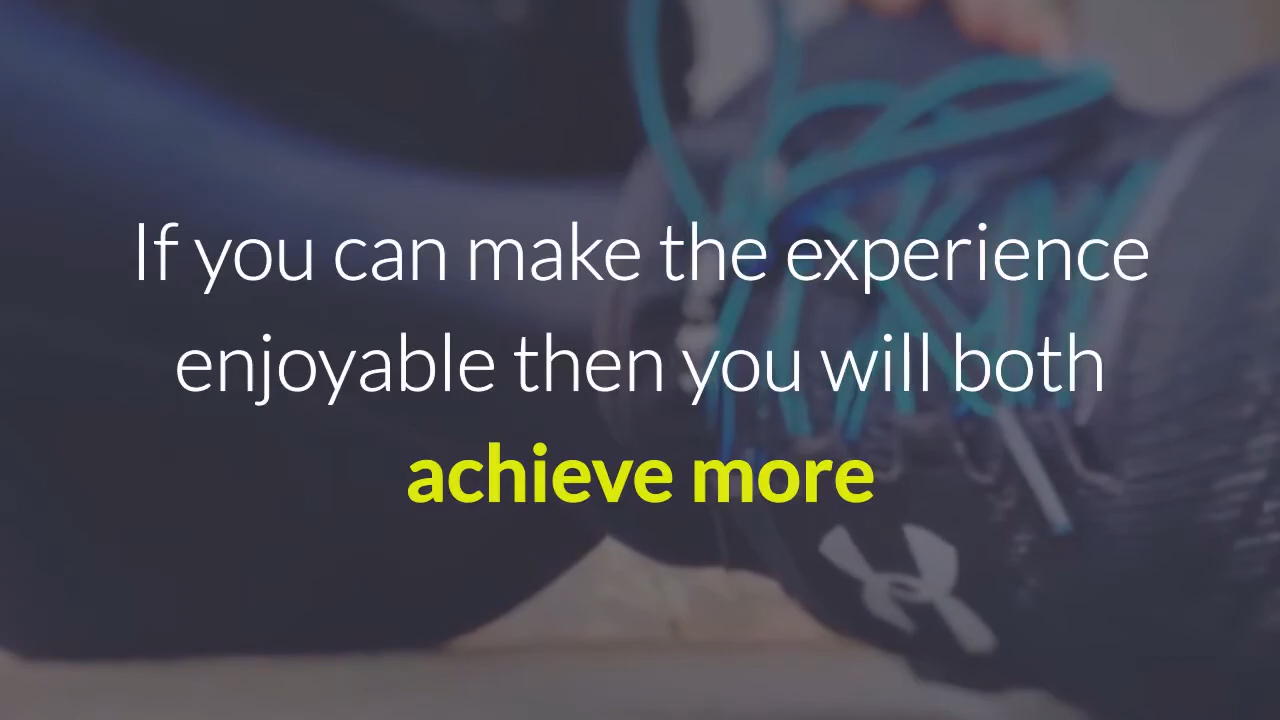 If you can make the experience
enjoyable then you will both
achieve more